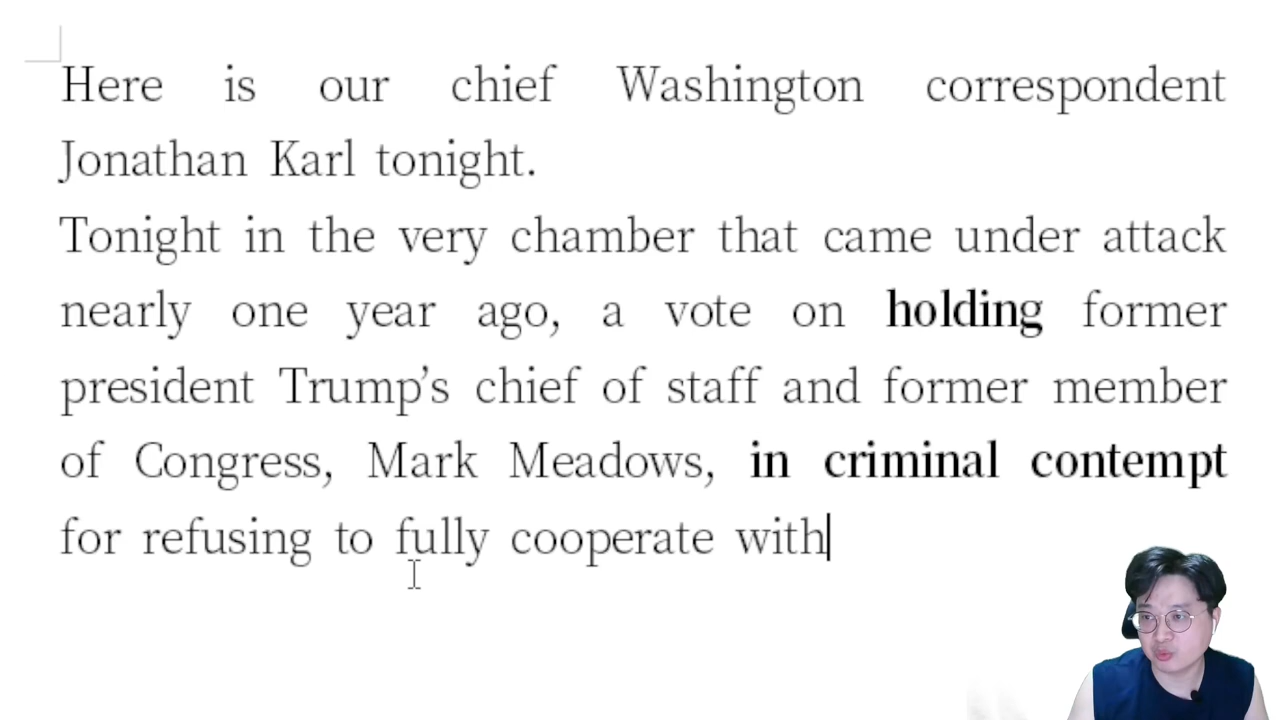 Here is our chief Washington correspondent
Jonathan Karl tonight.
Tonight in the very chamber that came under attack
nearly one year ago, a vote on holding former
president Trump’s chief of staff and former member
of Congress, Mark Meadows, in criminal contempt
for refusing to fully cooperate with